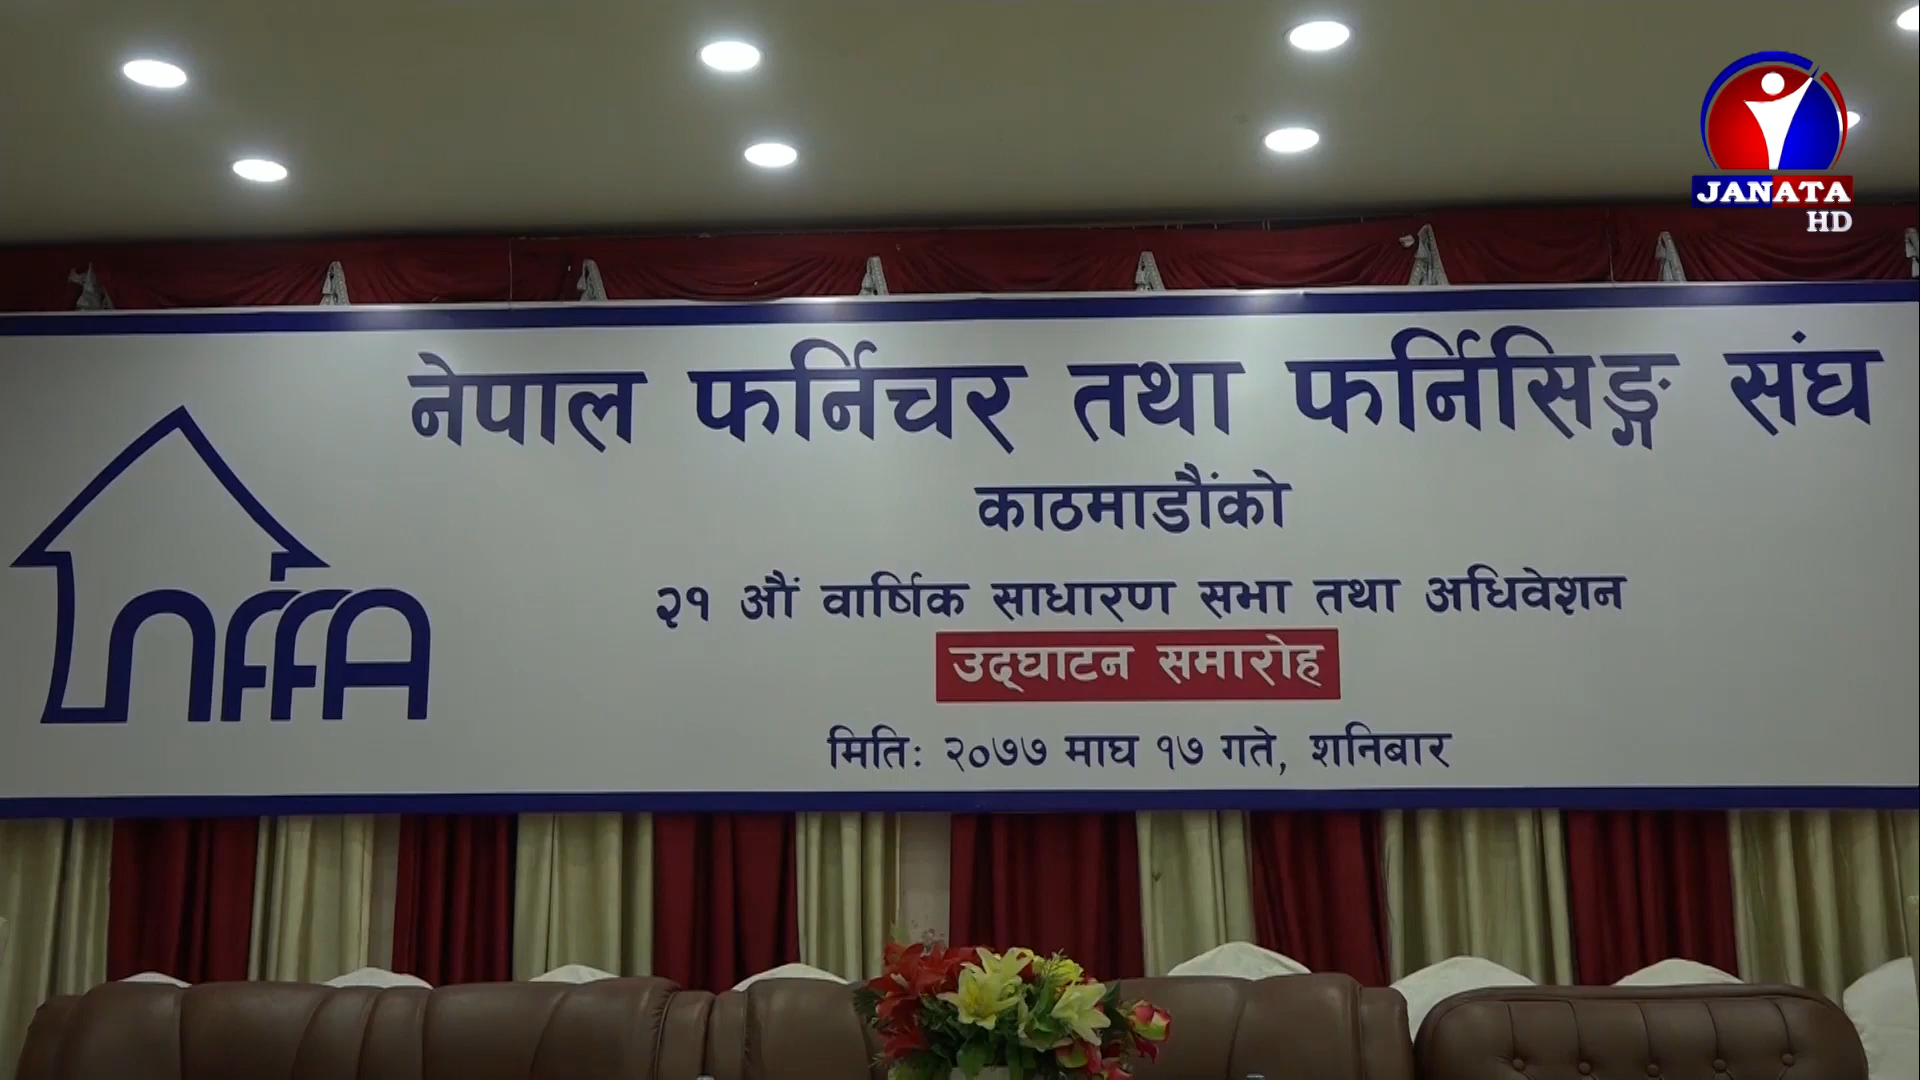 JANATA
HD
नेपाल फर्निचर तथा फर्निसिङ्ग संघ
काठमाडौंको
२१ औं वार्षिक साधारण सभा तथा अधिवेशन
उद्घाटन समारोह
मिति: २०७७ माघ १७ गते, शनिबार
nffA